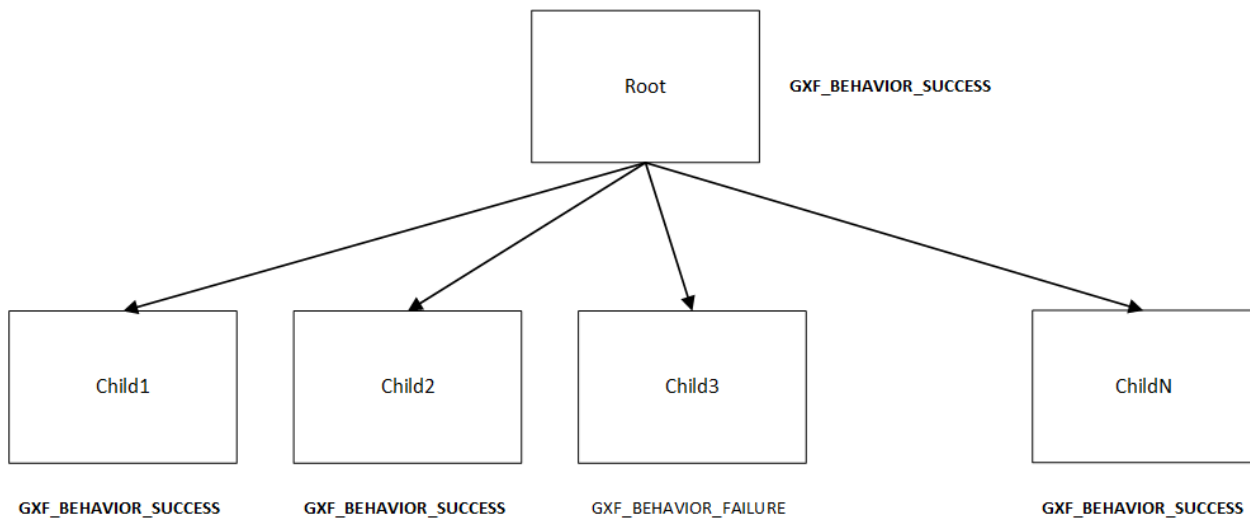 Root
GXF_BEHAVIOR_SUCCESS
Child1
Child2
Child3
ChildN
GXF_BEHAVIOR_SUCCESS
GXF_BEHAVIOR_SUCCESS
GXF_BEHAVIOR_FAILURE
GXF_BEHAVIOR_SUCCESS